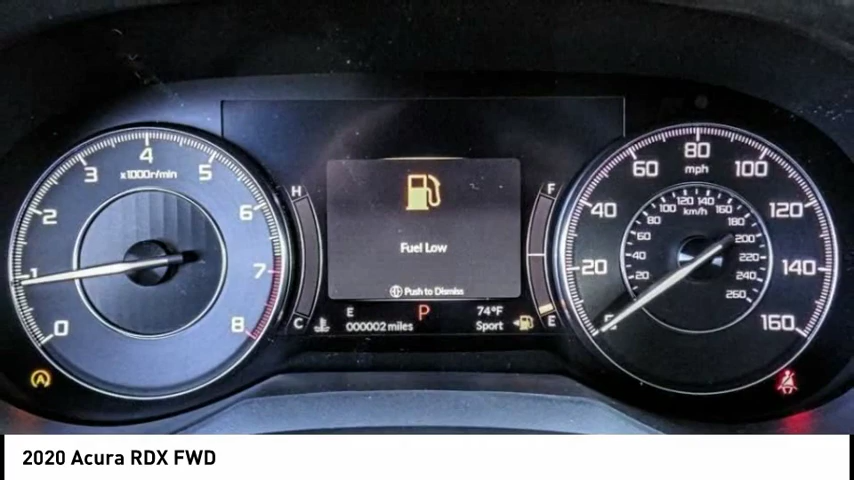 4
3
5
x1000r/min
2
6
1
7
0
8
H
C
Fuel Low
Push to Dismiss
E
P
74°F
000002 miles
Sport
F
E
80
60
100
mph
40
120
20
140
160
120 140
100
160
km/h
80
180
60
200
40
220
20
240
260
A
2020 Acura RDX FWD